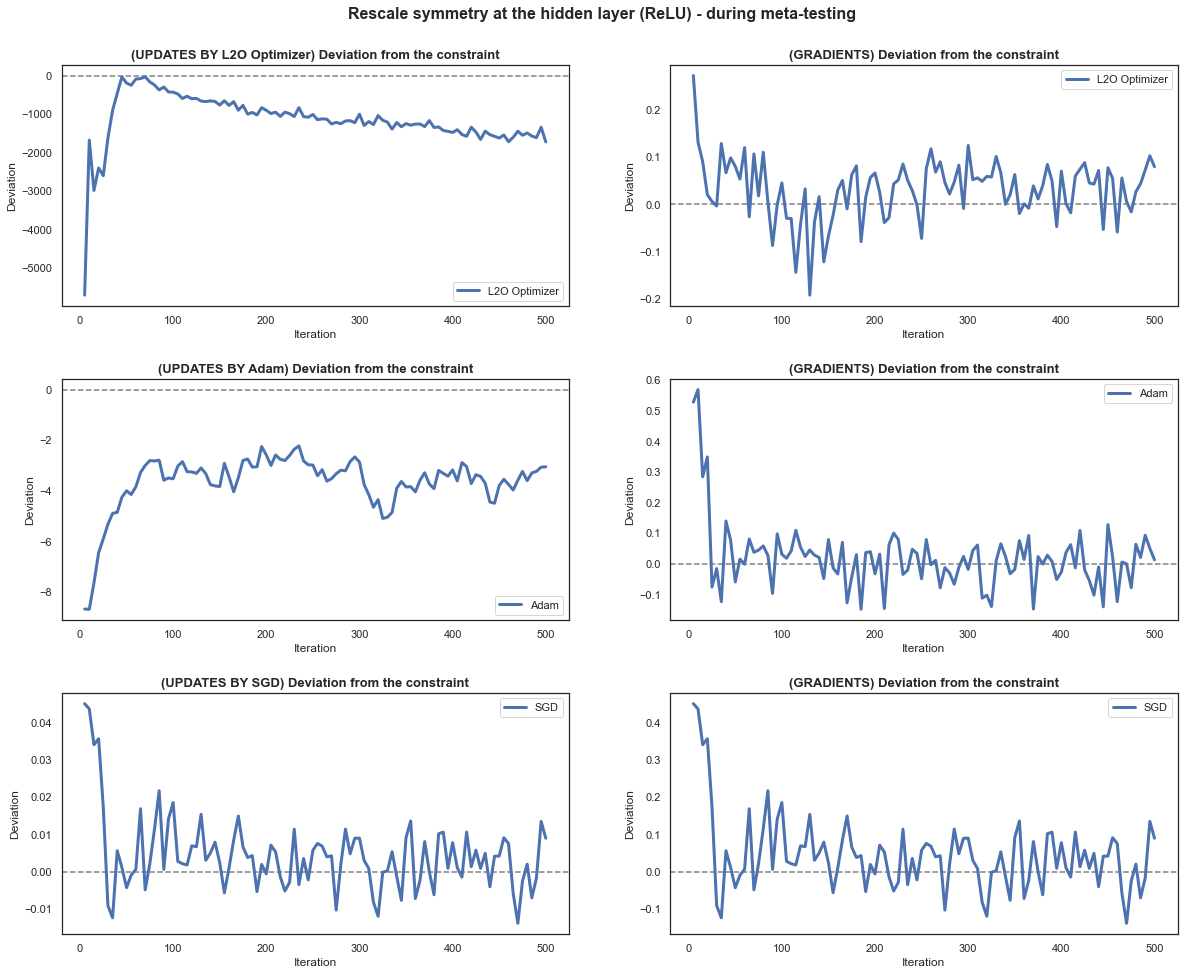 Rescale symmetry at the hidden layer (ReLU) - during meta-testing
(UPDATES BY L2O Optimizer) Deviation from the constraint
0
−1000
−2000
−3000
−4000
−5000
Deviation
L2O Optimizer
0 100 200 300 400 500
Iteration
(GRADIENTS) Deviation from the constraint
0.2
0.1
0.0
−0.1
−0.2
Deviation
L2O Optimizer
0 100 200 300 400 500
Iteration
(UPDATES BY Adam) Deviation from the constraint
0
−2
−4
−6
−8
Deviation
Adam
0 100 200 300 400 500
Iteration
(GRADIENTS) Deviation from the constraint
0.6
0.5
0.4
0.3
0.2
0.1
0.0
−0.1
Deviation
Adam
0 100 200 300 400 500
Iteration
(UPDATES BY SGD) Deviation from the constraint
0.04
0.03
0.02
0.01
0.00
−0.01
Deviation
SGD
0 100 200 300 400 500
Iteration
(GRADIENTS) Deviation from the constraint
0.4
0.3
0.2
0.1
0.0
−0.1
Deviation
SGD
0 100 200 300 400 500
Iteration